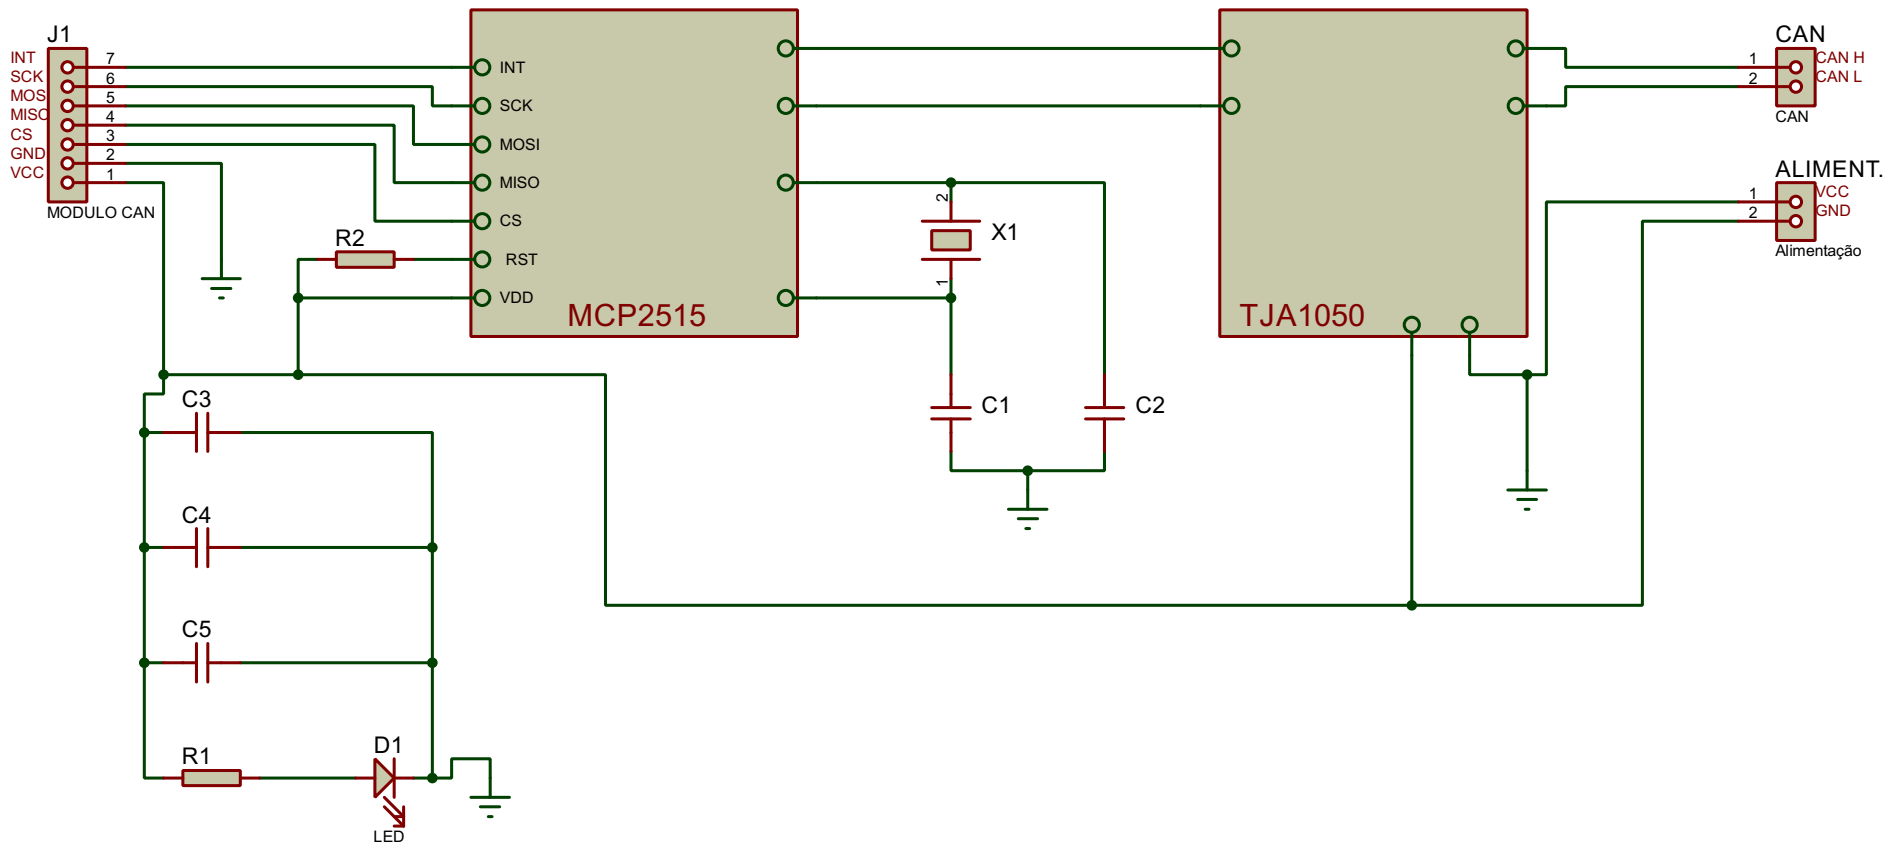 J1
INT 7
SCK 6
MOSI 5
MISO 4
CS 3
GND 2
VCC 1
MODULO CAN
INT
SCK
MOSI
MISO
CS
RST
VDD
MCP2515
R2
2
X1
1
C1
C2
TJA1050
CAN
1 CAN H
2 CAN L
CAN
ALIMENT.
1 VCC
2 GND
Alimentação
C3
C4
C5
R1
D1
LED